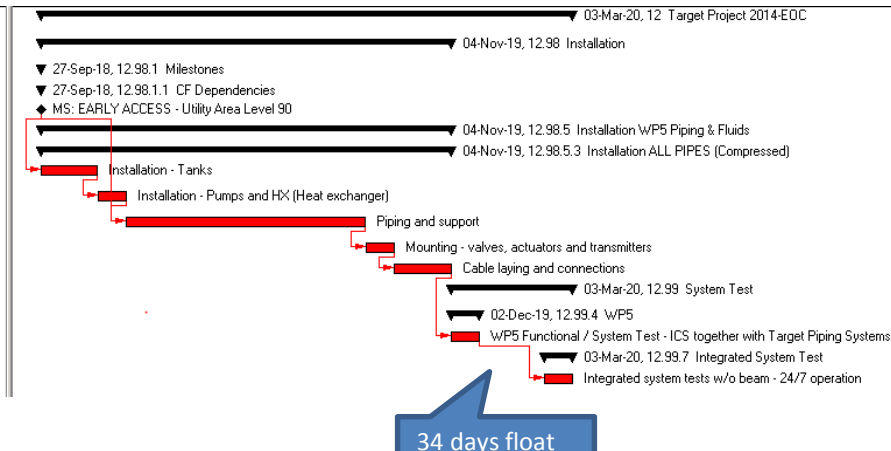 03-Mar-20, 12 Target Project 2014-EOC
04-Nov-19, 12.98 Installation
27-Sep-18, 12.98.1 Milestones
27-Sep-18, 12.98.1.1 CF Dependencies
MS: EARLY ACCESS - Utility Area Level 90
04-Nov-19, 12.98.5 Installation WP5 Piping & Fluids
04-Nov-19, 12.98.5.3 Installation ALL PIPES (Compressed)
Installation - Tanks
Installation - Pumps and HX (Heat exchanger)
Piping and support
Mounting - valves, actuators and transmitters
Cable laying and connections
03-Mar-20, 12.99 System Test
02-Dec-19, 12.99.4 WP5
WP5 Functional / System Test - ICS together with Target Piping Systems
03-Mar-20, 12.99.7 Integrated System Test
Integrated system tests w/o beam - 24/7 operation
34 days float